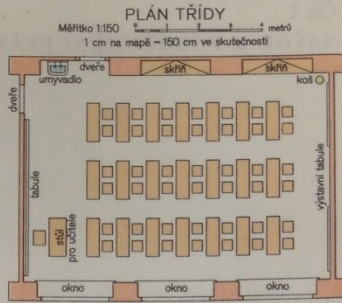 PLÁN TŘÍDY
Měřítko 1:150
metrů
1 cm na mapě – 150 cm ve skutečnosti
dveře
skříň
skříň
umyvadlo
koš
dveře
tabule
výstavní tabule
stůl
pro učitele
okno
okno
okno